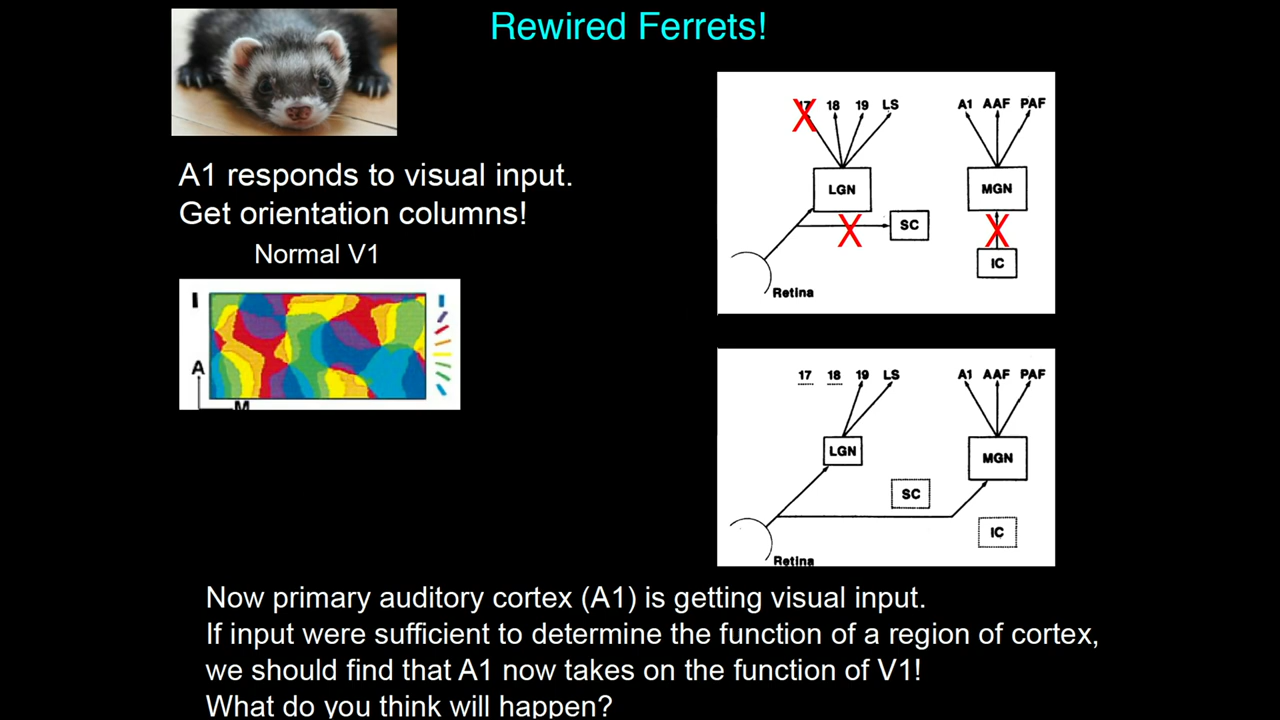 Rewired Ferrets!
A1 responds to visual input.
Get orientation columns!
Normal V1
I
A
M
17 18 19 LS A1 AAF PAF
X
LGN MGN
X SC X
IC
Retina
17 18 19 LS A1 AAF PAF
LGN MGN
SC
IC
Retina
Now primary auditory cortex (A1) is getting visual input.
If input were sufficient to determine the function of a region of cortex,
we should find that A1 now takes on the function of V1!
What do you think will happen?